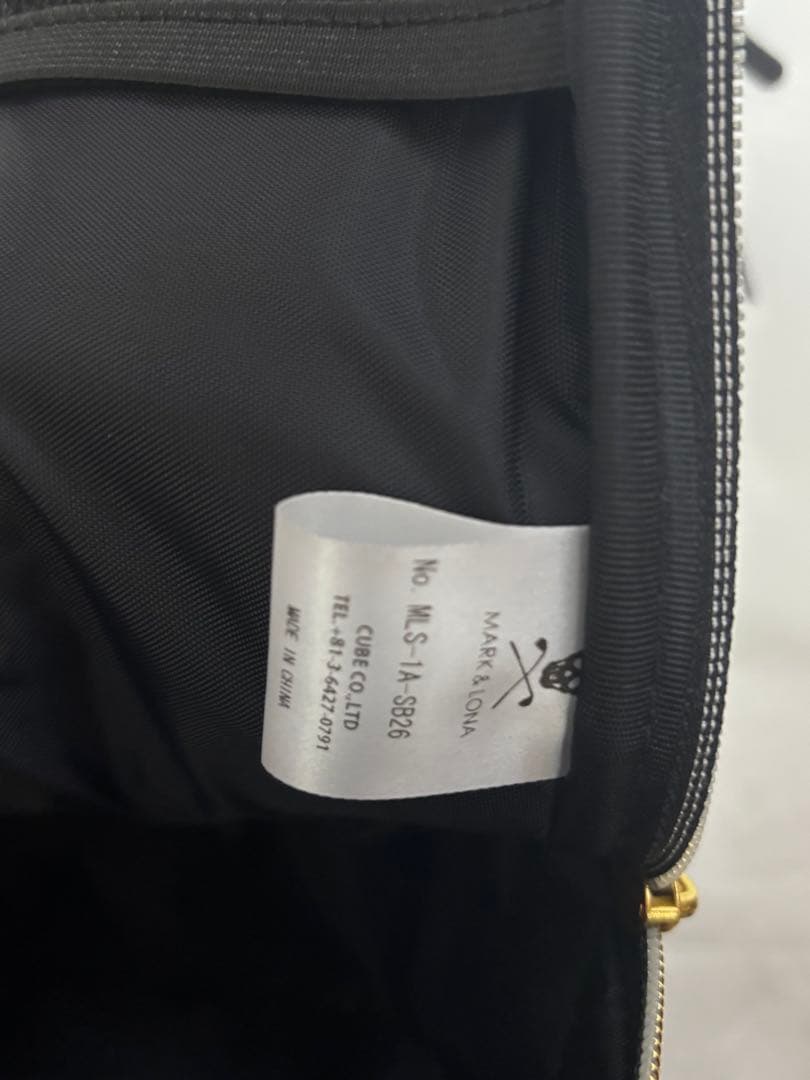 MARK & LONA
No. MLS-1A-SB26
CUBE CO.,LTD
TEL.+81-3-6427-0791
MADE IN CHINA